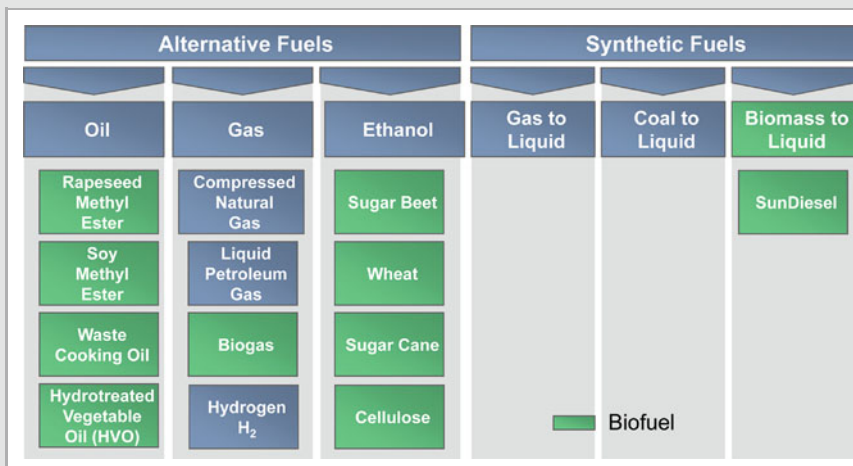 Alternative Fuels
Synthetic Fuels
Oil
Gas
Ethanol
Gas to
Liquid
Coal to
Liquid
Biomass to
Liquid
Rapeseed
Methyl
Ester
Compressed
Natural
Gas
Sugar Beet
SunDiesel
Soy
Methyl
Ester
Liquid
Petroleum
Gas
Wheat
Waste
Cooking Oil
Biogas
Sugar Cane
Hydrotreated
Vegetable
Oil (HVO)
Hydrogen
H₂
Cellulose
Biofuel